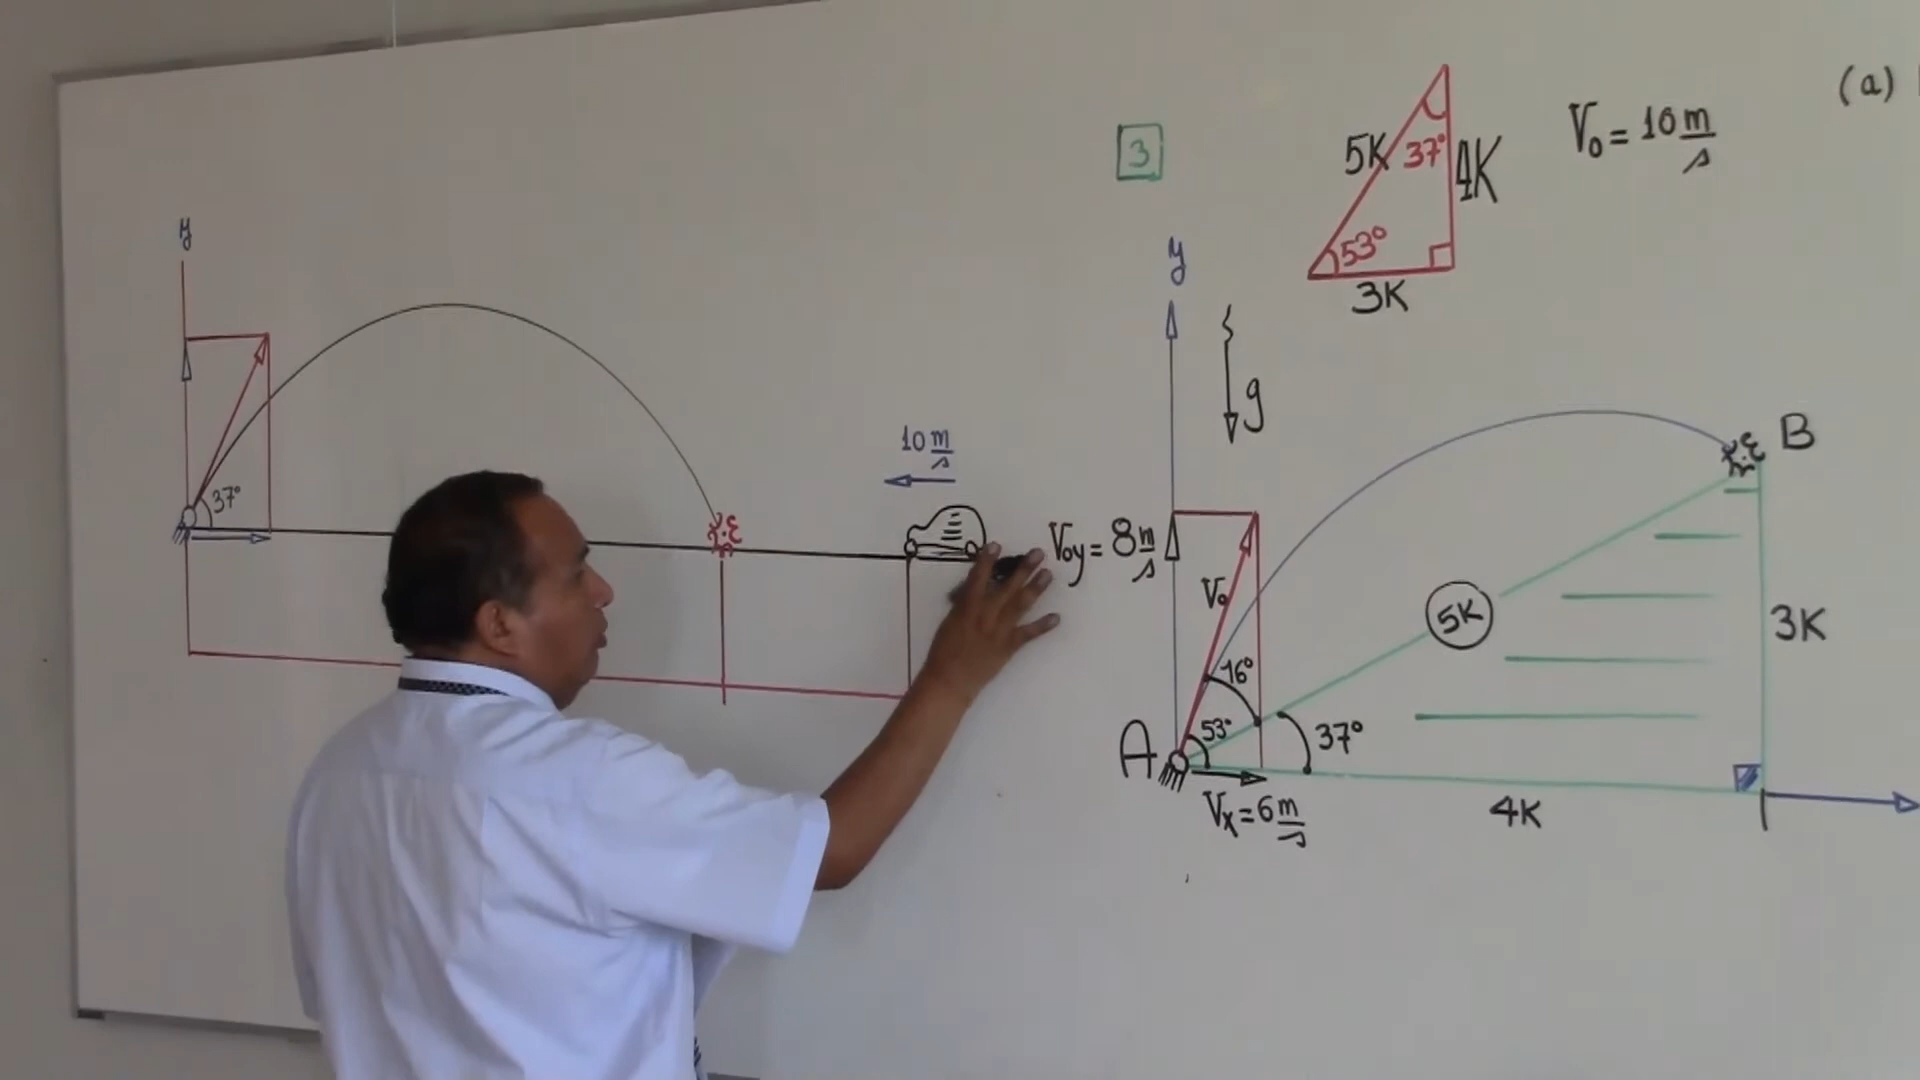 y
37°
10 m/s
3
5K
37°
4K
53°
3K
V₀ = 10 m/s
(a)
y
g
B
Voy = 8 m/s
V₀
5K
3K
16°
53°
37°
A
Vx = 6 m/s
4K